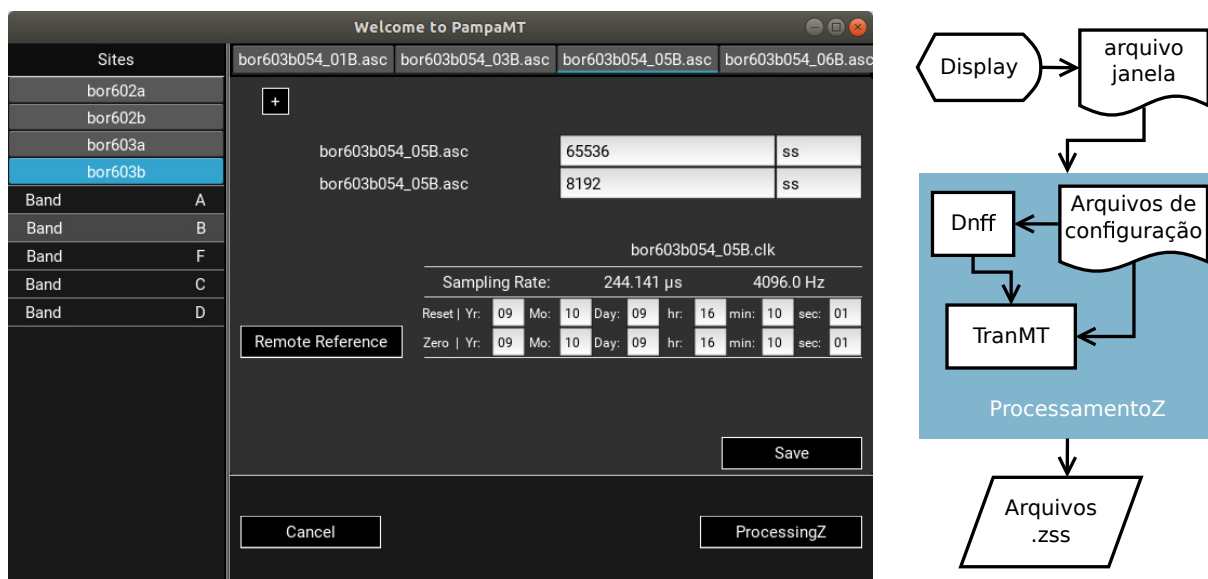 Welcome to PampaMT
Sites
bor602a
bor602b
bor603a
bor603b
Band A
Band B
Band F
Band C
Band D
bor603b054_01B.asc bor603b054_03B.asc bor603b054_05B.asc bor603b054_06B.asc
+
bor603b054_05B.asc 65536 ss
bor603b054_05B.asc 8192 ss
bor603b054_05B.clk
Sampling Rate: 244.141 µs 4096.0 Hz
Reset | Yr: 09 Mo: 10 Day: 09 hr: 16 min: 10 sec: 01
Remote Reference
Zero | Yr: 09 Mo: 10 Day: 09 hr: 16 min: 10 sec: 01
Save
Cancel
ProcessingZ
Display
arquivo
janela
Dnff
Arquivos de
configuração
TranMT
ProcessamentoZ
Arquivos
.zss